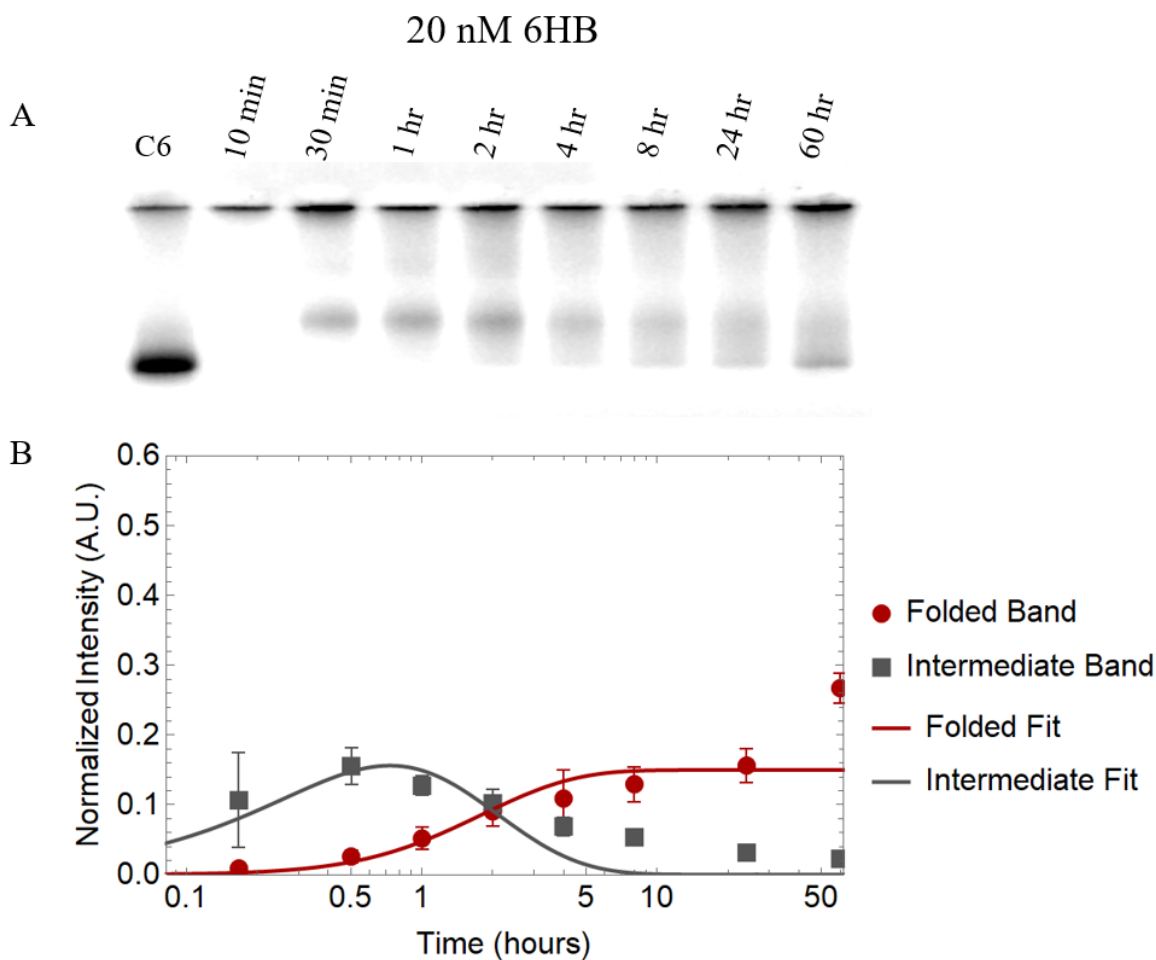 20 nM 6HB
A
C6 10 min 30 min 1 hr 2 hr 4 hr 8 hr 24 hr 60 hr
B
Normalized Intensity (A.U.)
0.6
0.5
0.4
0.3
0.2
0.1
0.0
0.1 0.5 1 5 10 50
Time (hours)
Folded Band
Intermediate Band
Folded Fit
Intermediate Fit